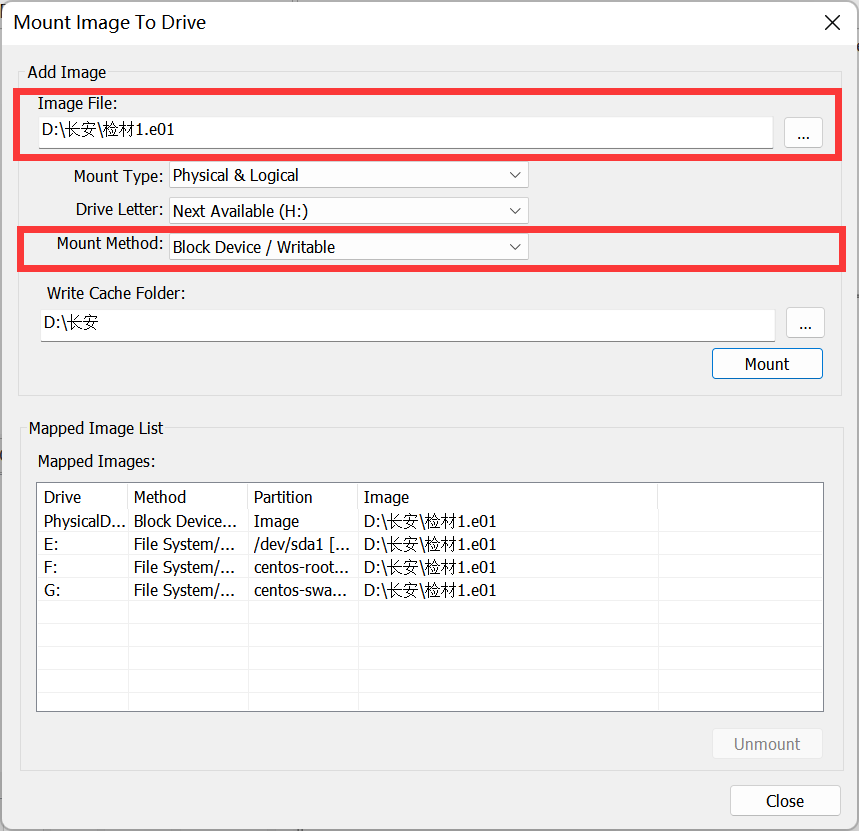 Mount Image To Drive
Add Image
Image File:
D:\长安\检材1.e01
...
Mount Type: Physical & Logical
Drive Letter: Next Available (H:)
Mount Method: Block Device / Writable
Write Cache Folder:
D:\长安
...
Mount
Mapped Image List
Mapped Images:
Drive Method Partition Image
PhysicalD... Block Device... Image D:\长安\检材1.e01
E: File System/... /dev/sda1 [... D:\长安\检材1.e01
F: File System/... centos-root... D:\长安\检材1.e01
G: File System/... centos-swa... D:\长安\检材1.e01
Unmount
Close